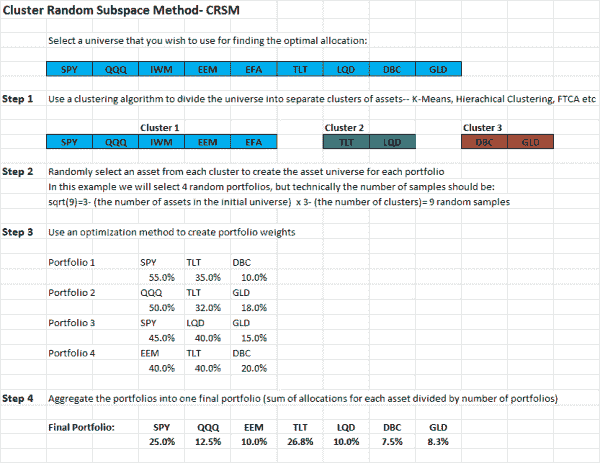 Cluster Random Subspace Method- CRSM
Select a universe that you wish to use for finding the optimal allocation:
SPY QQQ IWM EEM EFA TLT LQD DBC GLD
Step 1 Use a clustering algorithm to divide the universe into separate clusters of assets-- K-Means, Hierachical Clustering, FTCA etc
Cluster 1 Cluster 2 Cluster 3
SPY QQQ IWM EEM EFA TLT LQD DBC GLD
Step 2 Randomly select an asset from each cluster to create the asset universe for each portfolio
In this example we will select 4 random portfolios, but technically the number of samples should be:
sqrt(9)=3- (the number of assets in the initial universe) x 3- (the number of clusters)= 9 random samples
Step 3 Use an optimization method to create portfolio weights
Portfolio 1 SPY TLT DBC
55.0% 35.0% 10.0%
Portfolio 2 QQQ TLT GLD
50.0% 32.0% 18.0%
Portfolio 3 SPY LQD GLD
45.0% 40.0% 15.0%
Portfolio 4 EEM TLT DBC
40.0% 40.0% 20.0%
Step 4 Aggregate the portfolios into one final portfolio (sum of allocations for each asset divided by number of portfolios)
Final Portfolio: SPY QQQ EEM TLT LQD DBC GLD
25.0% 12.5% 10.0% 26.8% 10.0% 7.5% 8.3%